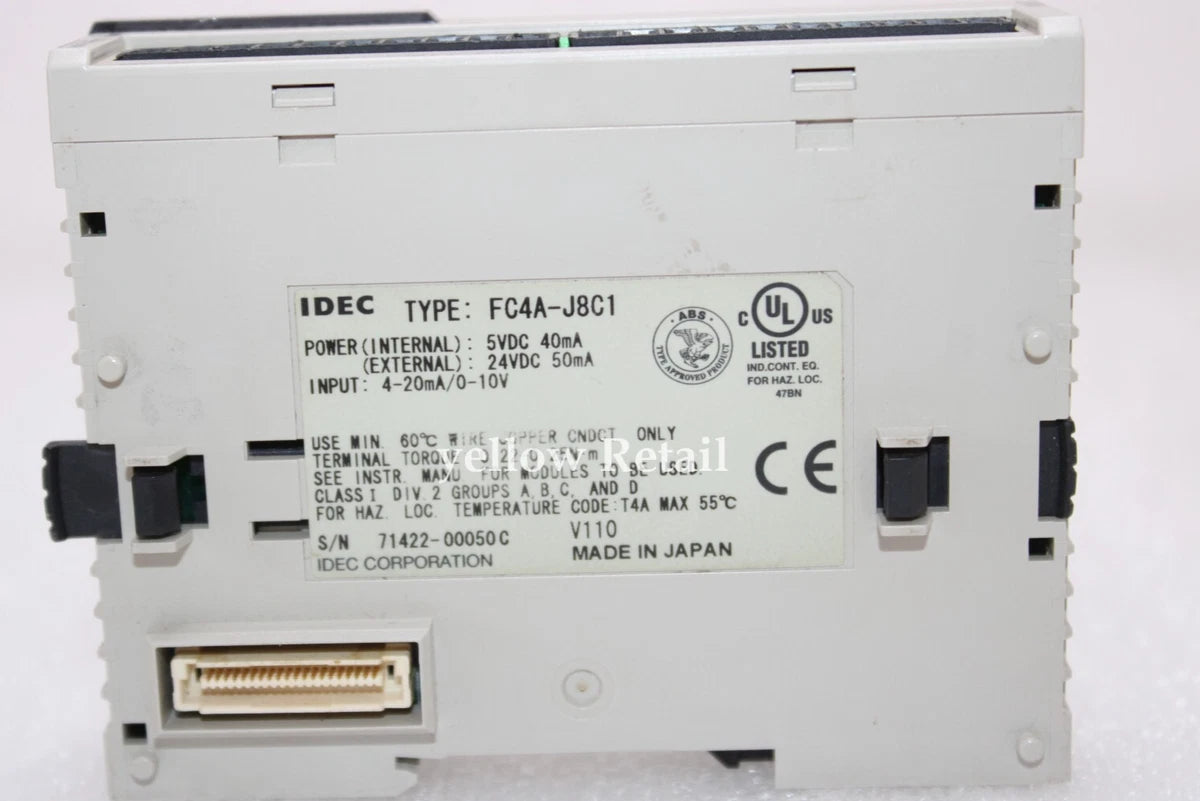 IDEC TYPE: FC4A-J8C1
POWER(INTERNAL): 5VDC 40mA
(EXTERNAL): 24VDC 50mA
INPUT: 4-20mA/0-10V
ABS
TYPE APPROVED PRODUCT
C UL US
LISTED
IND.CONT. EQ.
FOR HAZ. LOC.
47BN
USE MIN. 60℃ WIRE COPPER CNDCT ONLY
TERMINAL TORQUE
SEE INSTR. MANU FOR MODULES TO BE USED.
CLASS I DIV.2 GROUPS A,B,C, AND D
FOR HAZ. LOC. TEMPERATURE CODE:T4A MAX 55℃
CE
yellow Retail
S/N 71422-00050C V110
IDEC CORPORATION MADE IN JAPAN